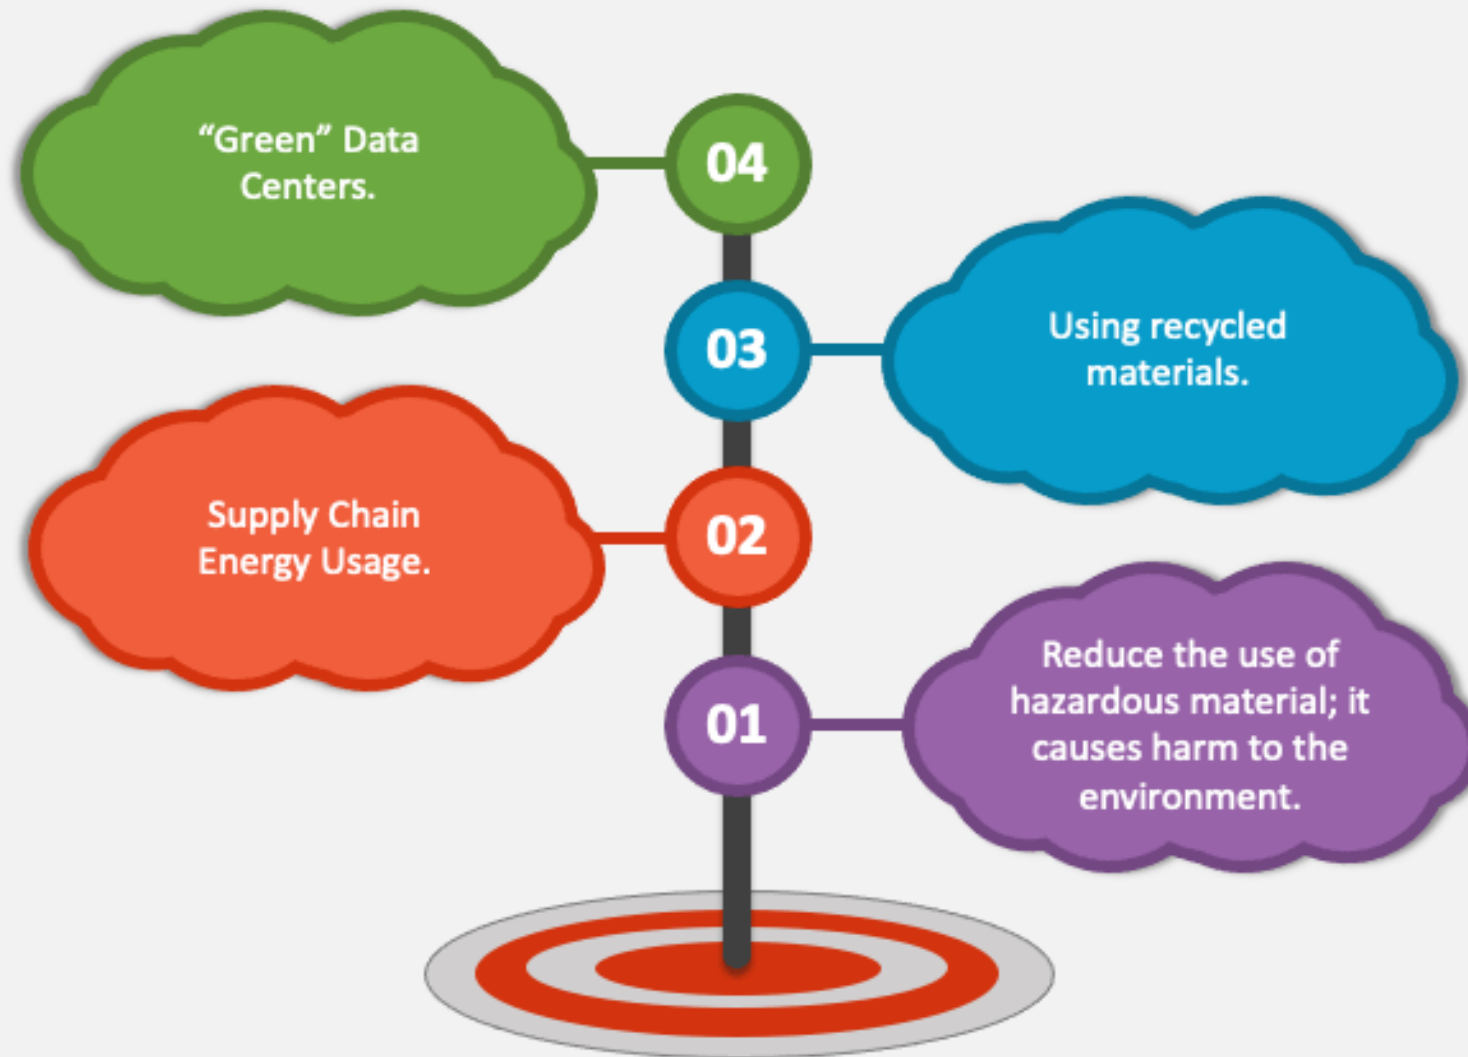 “Green” Data
Centers.
04
03
Using recycled
materials.
Supply Chain
Energy Usage.
02
01
Reduce the use of
hazardous material; it
causes harm to the
environment.